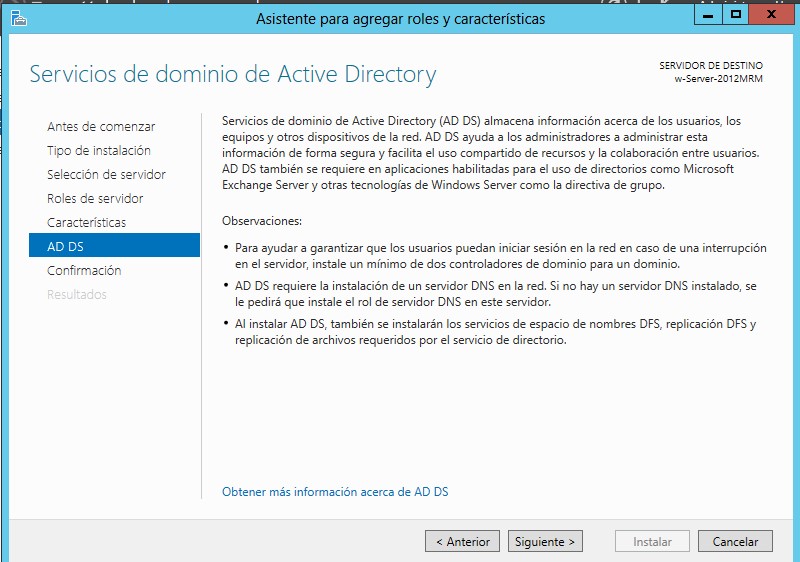 Asistente para agregar roles y características
Servicios de dominio de Active Directory
SERVIDOR DE DESTINO
w-Server-2012MRM
Antes de comenzar
Tipo de instalación
Selección de servidor
Roles de servidor
Características
AD DS
Confirmación
Resultados
Servicios de dominio de Active Directory (AD DS) almacena información acerca de los usuarios, los
equipos y otros dispositivos de la red. AD DS ayuda a los administradores a administrar esta
información de forma segura y facilita el uso compartido de recursos y la colaboración entre usuarios.
AD DS también se requiere en aplicaciones habilitadas para el uso de directorios como Microsoft
Exchange Server y otras tecnologías de Windows Server como la directiva de grupo.
Observaciones:
• Para ayudar a garantizar que los usuarios puedan iniciar sesión en la red en caso de una interrupción
en el servidor, instale un mínimo de dos controladores de dominio para un dominio.
• AD DS requiere la instalación de un servidor DNS en la red. Si no hay un servidor DNS instalado, se
le pedirá que instale el rol de servidor DNS en este servidor.
• Al instalar AD DS, también se instalarán los servicios de espacio de nombres DFS, replicación DFS y
replicación de archivos requeridos por el servicio de directorio.
Obtener más información acerca de AD DS
< Anterior
Siguiente >
Instalar
Cancelar